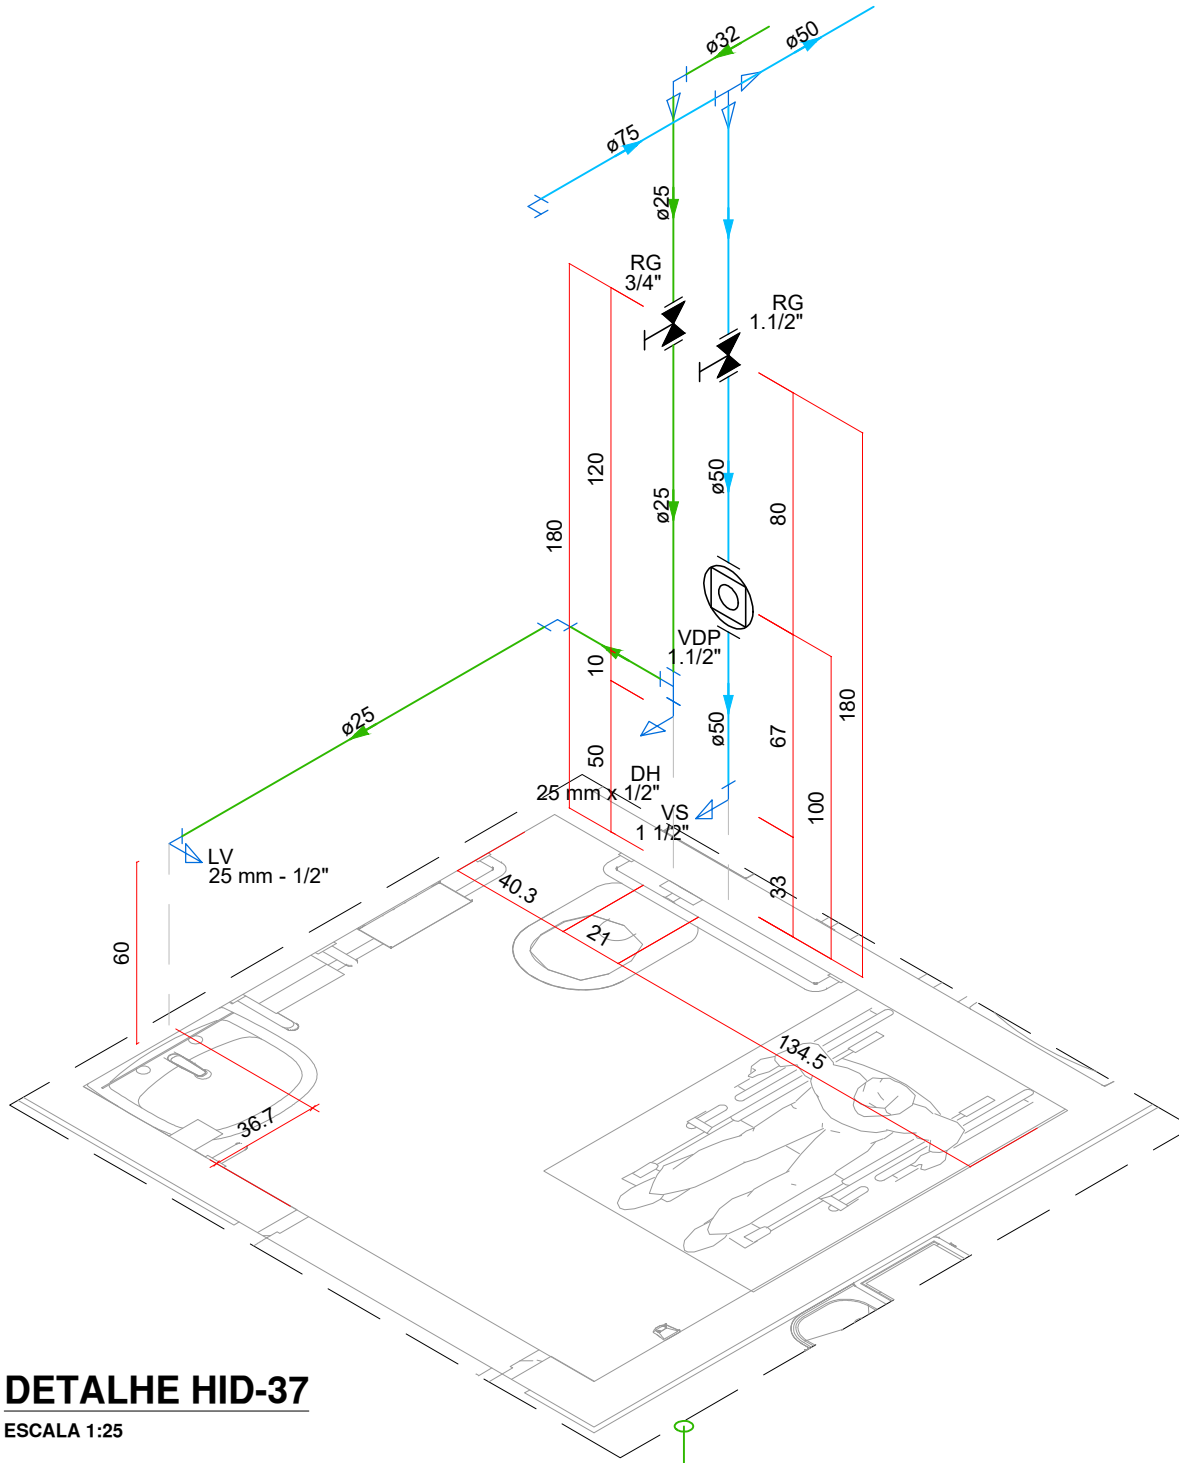 ø32
ø50
ø75
ø25
RG
3/4"
RG
1.1/2"
120
180
ø25
ø50
80
VDP
1.1/2"
10
ø25
50
ø50
67
180
100
DH
25 mm x 1/2"
VS
1 1/2"
LV
25 mm - 1/2"
33
40.3
21
60
134.5
36.7
DETALHE HID-37
ESCALA 1:25